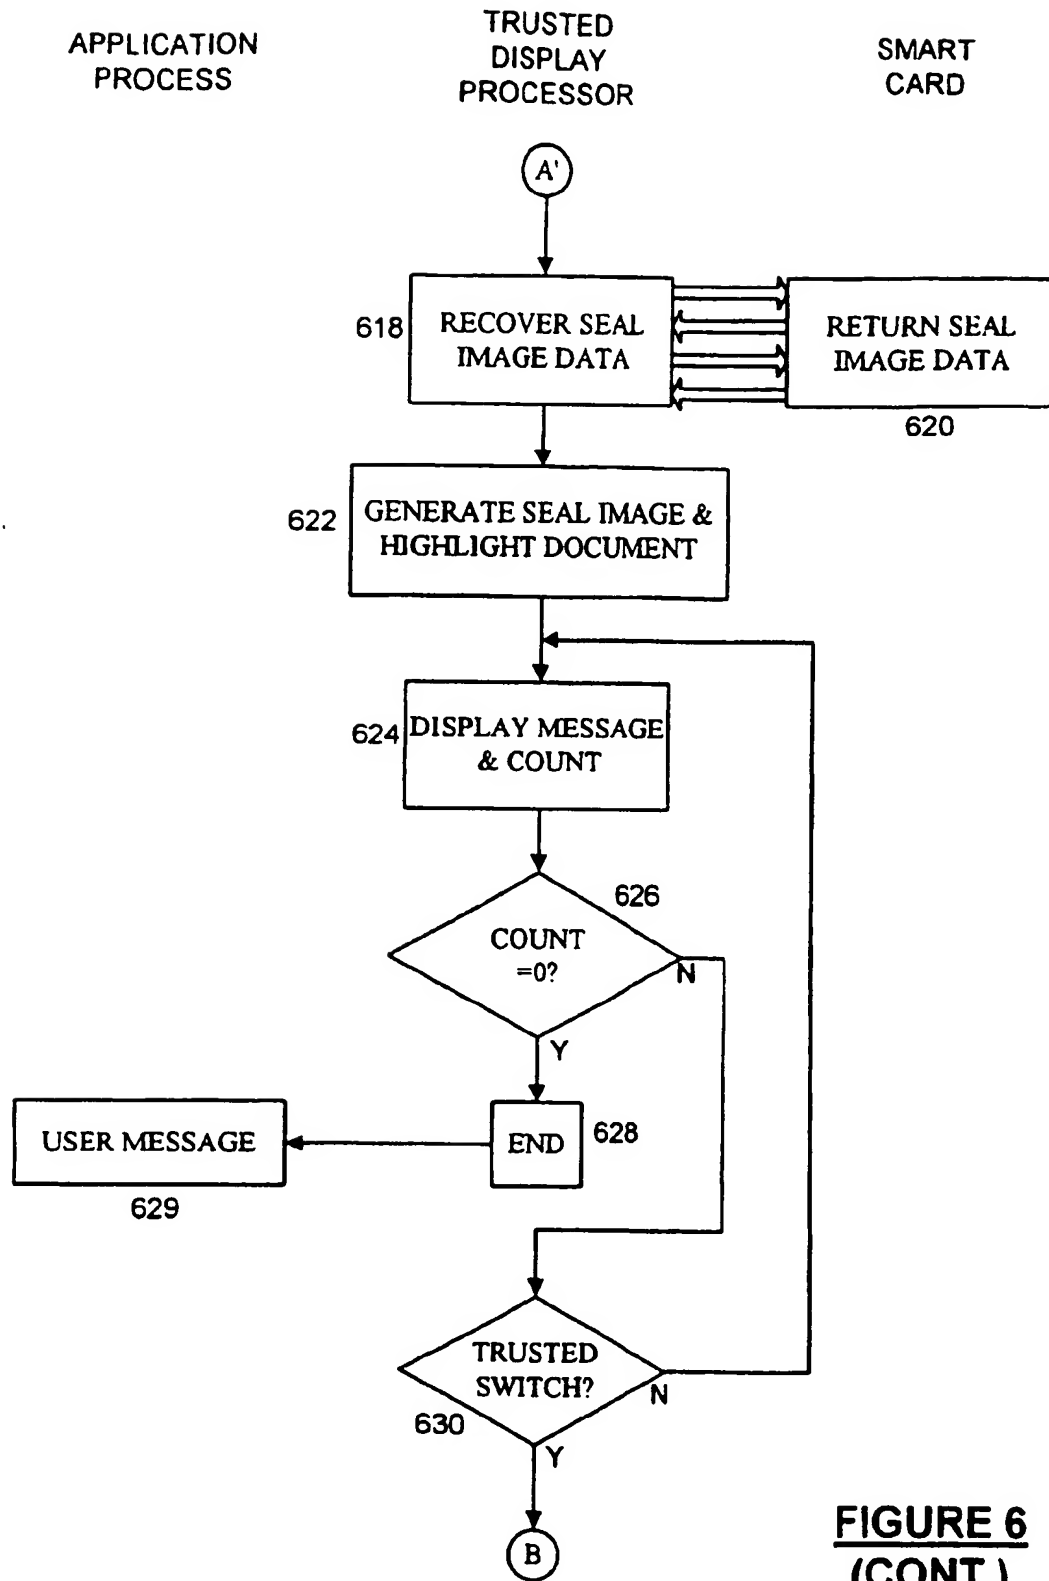 APPLICATION
PROCESS
TRUSTED
DISPLAY
PROCESSOR
SMART
CARD
A'
618
RECOVER SEAL
IMAGE DATA
RETURN SEAL
IMAGE DATA
620
622
GENERATE SEAL IMAGE &
HIGHLIGHT DOCUMENT
624
DISPLAY MESSAGE
& COUNT
626
COUNT
=0?
N
Y
USER MESSAGE
629
END
628
TRUSTED
SWITCH?
N
630
Y
B
FIGURE 6
(CONT.)